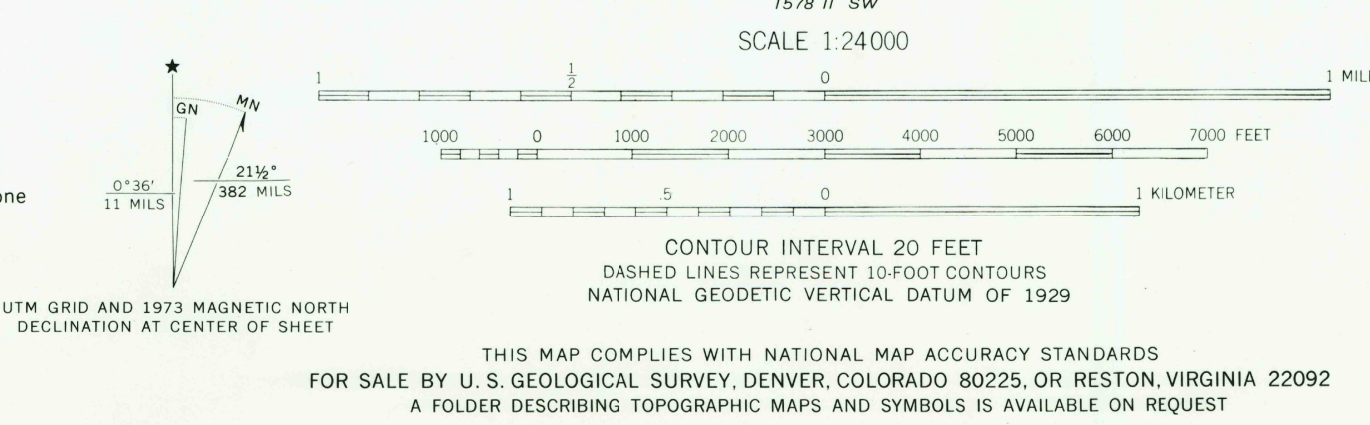 1578 II SW
SCALE 1:24000
1 ½ 0 1 MIL
1000 0 1000 2000 3000 4000 5000 6000 7000 FEET
1 .5 0 1 KILOMETER
CONTOUR INTERVAL 20 FEET
DASHED LINES REPRESENT 10-FOOT CONTOURS
NATIONAL GEODETIC VERTICAL DATUM OF 1929
★
GN MN
0°36′
11 MILS
21½°
382 MILS
one
UTM GRID AND 1973 MAGNETIC NORTH
DECLINATION AT CENTER OF SHEET
THIS MAP COMPLIES WITH NATIONAL MAP ACCURACY STANDARDS
FOR SALE BY U. S. GEOLOGICAL SURVEY, DENVER, COLORADO 80225, OR RESTON, VIRGINIA 22092
A FOLDER DESCRIBING TOPOGRAPHIC MAPS AND SYMBOLS IS AVAILABLE ON REQUEST